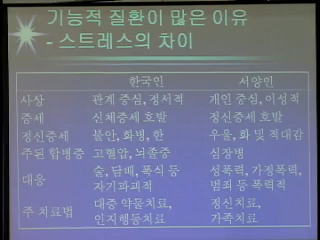 기능적 질환이 많은 이유
- 스트레스의 차이
한국인 서양인
사상 관계 중심, 정서적 개인 중심, 이성적
증세 신체증세 호발 정신증세 호발
정신증세 불안, 화병, 한 우울, 화 및 적대감
주된 합병증 고혈압, 뇌졸중 심장병
대응 술, 담배, 폭식 등 성폭력, 가정폭력,
자기파괴적 범죄 등 폭력적
주 치료법 대증 약물치료, 정신치료,
인지행동치료 가족치료